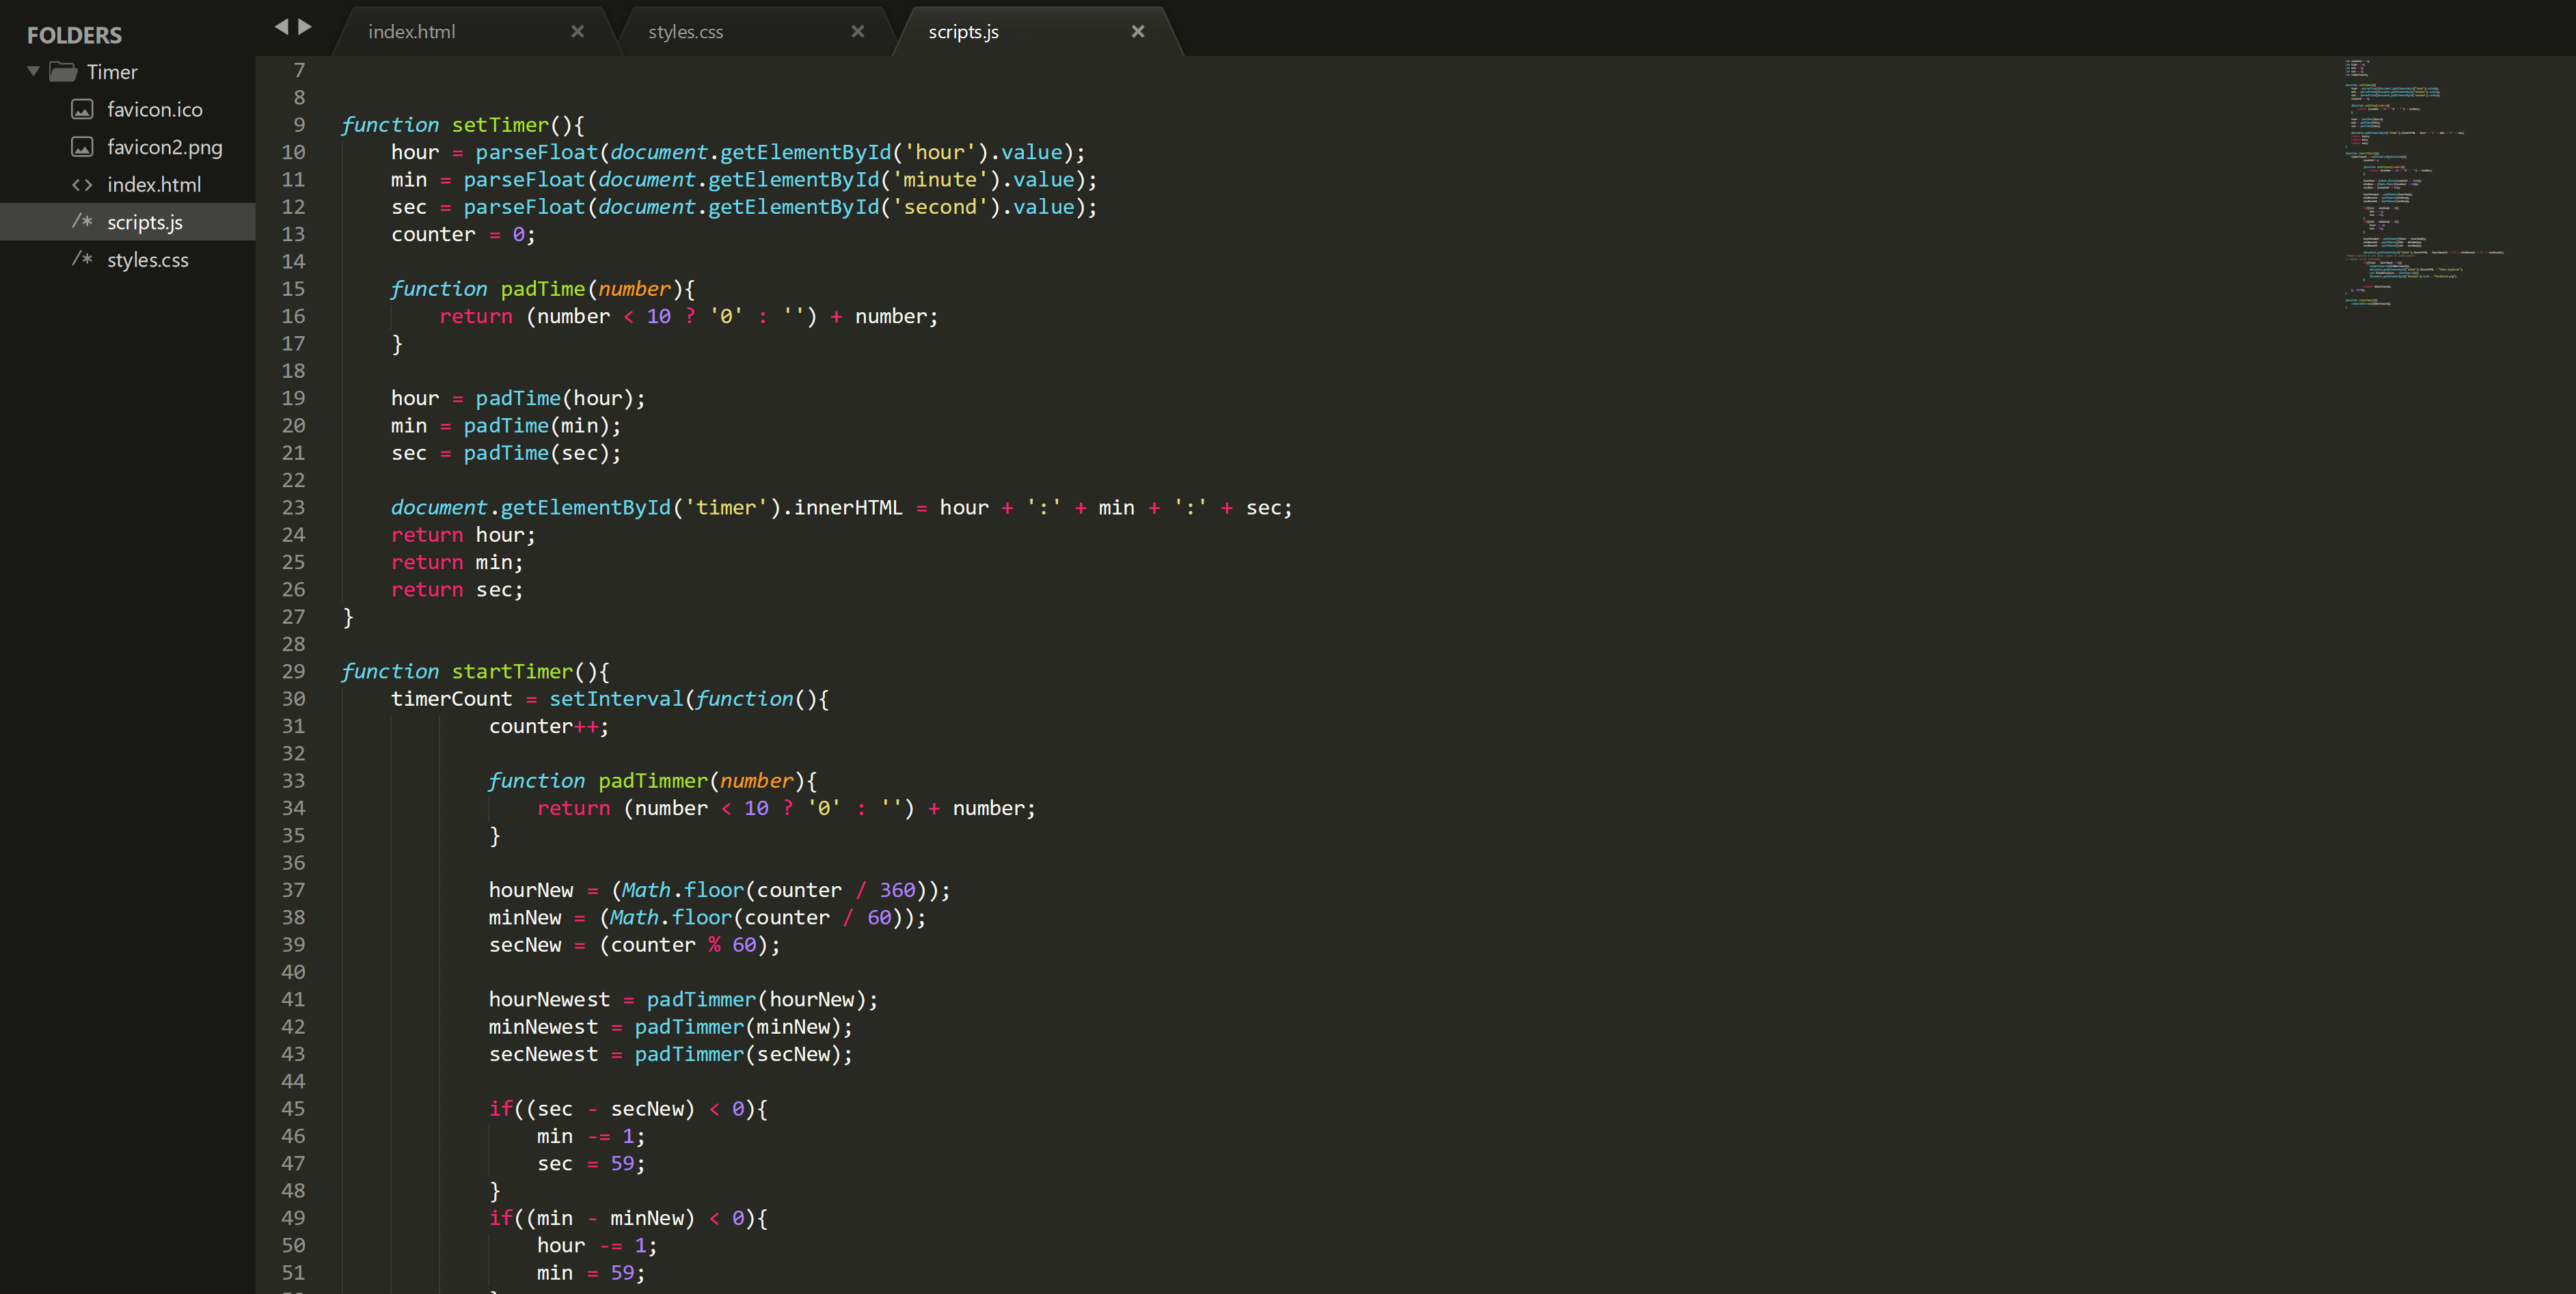 FOLDERS
Timer
favicon.ico
favicon2.png
<> index.html
/* scripts.js
/* styles.css
index.html × styles.css × scripts.js ×
7
8
9 function setTimer(){
10 hour = parseFloat(document.getElementById('hour').value);
11 min = parseFloat(document.getElementById('minute').value);
12 sec = parseFloat(document.getElementById('second').value);
13 counter = 0;
14
15 function padTime(number){
16 return (number < 10 ? '0' : '') + number;
17 }
18
19 hour = padTime(hour);
20 min = padTime(min);
21 sec = padTime(sec);
22
23 document.getElementById('timer').innerHTML = hour + ':' + min + ':' + sec;
24 return hour;
25 return min;
26 return sec;
27 }
28
29 function startTimer(){
30 timerCount = setInterval(function(){
31 counter++;
32
33 function padTimmer(number){
34 return (number < 10 ? '0' : '') + number;
35 }
36
37 hourNew = (Math.floor(counter / 360));
38 minNew = (Math.floor(counter / 60));
39 secNew = (counter % 60);
40
41 hourNewest = padTimmer(hourNew);
42 minNewest = padTimmer(minNew);
43 secNewest = padTimmer(secNew);
44
45 if((sec - secNew) < 0){
46 min -= 1;
47 sec = 59;
48 }
49 if((min - minNew) < 0){
50 hour -= 1;
51 min = 59;